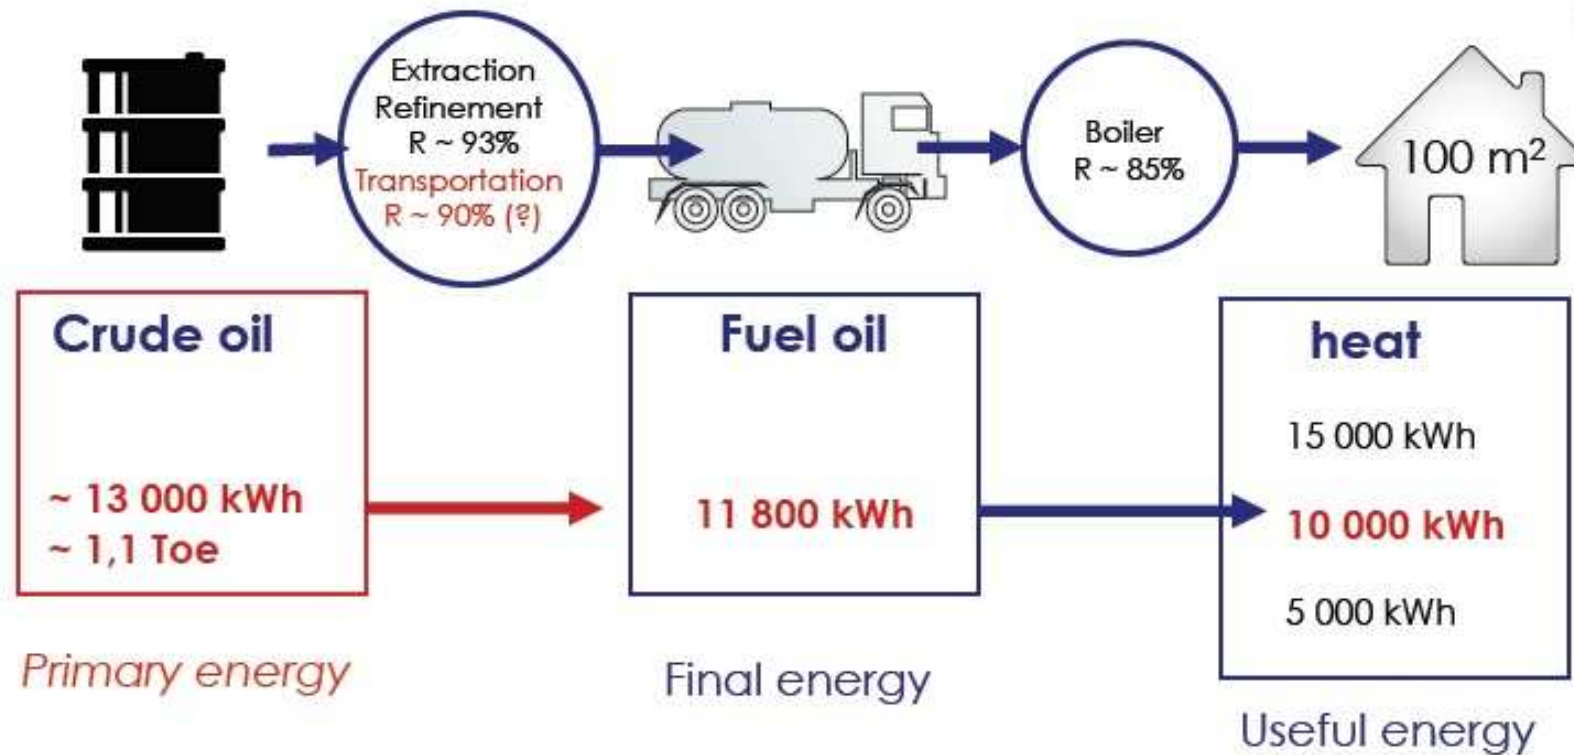 Extraction
Refinement
R ~ 93%
Transportation
R ~ 90% (?)
Boiler
R ~ 85%
100 m²
Crude oil
~ 13 000 kWh
~ 1,1 Toe
Primary energy
Fuel oil
11 800 kWh
Final energy
heat
15 000 kWh
10 000 kWh
5 000 kWh
Useful energy